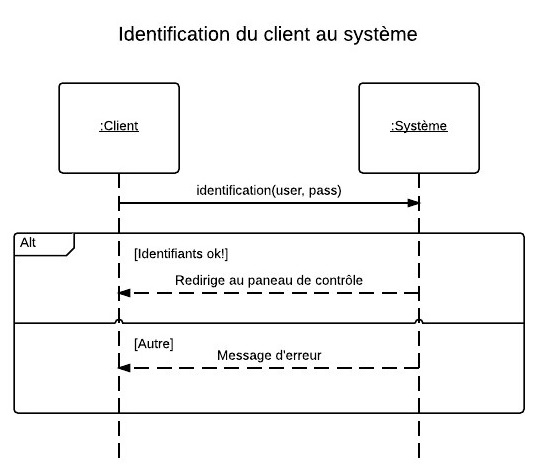 Identification du client au système
:Client
:Système
identification(user, pass)
Alt
[Identifiants ok!]
Redirige au paneau de contrôle
[Autre]
Message d'erreur